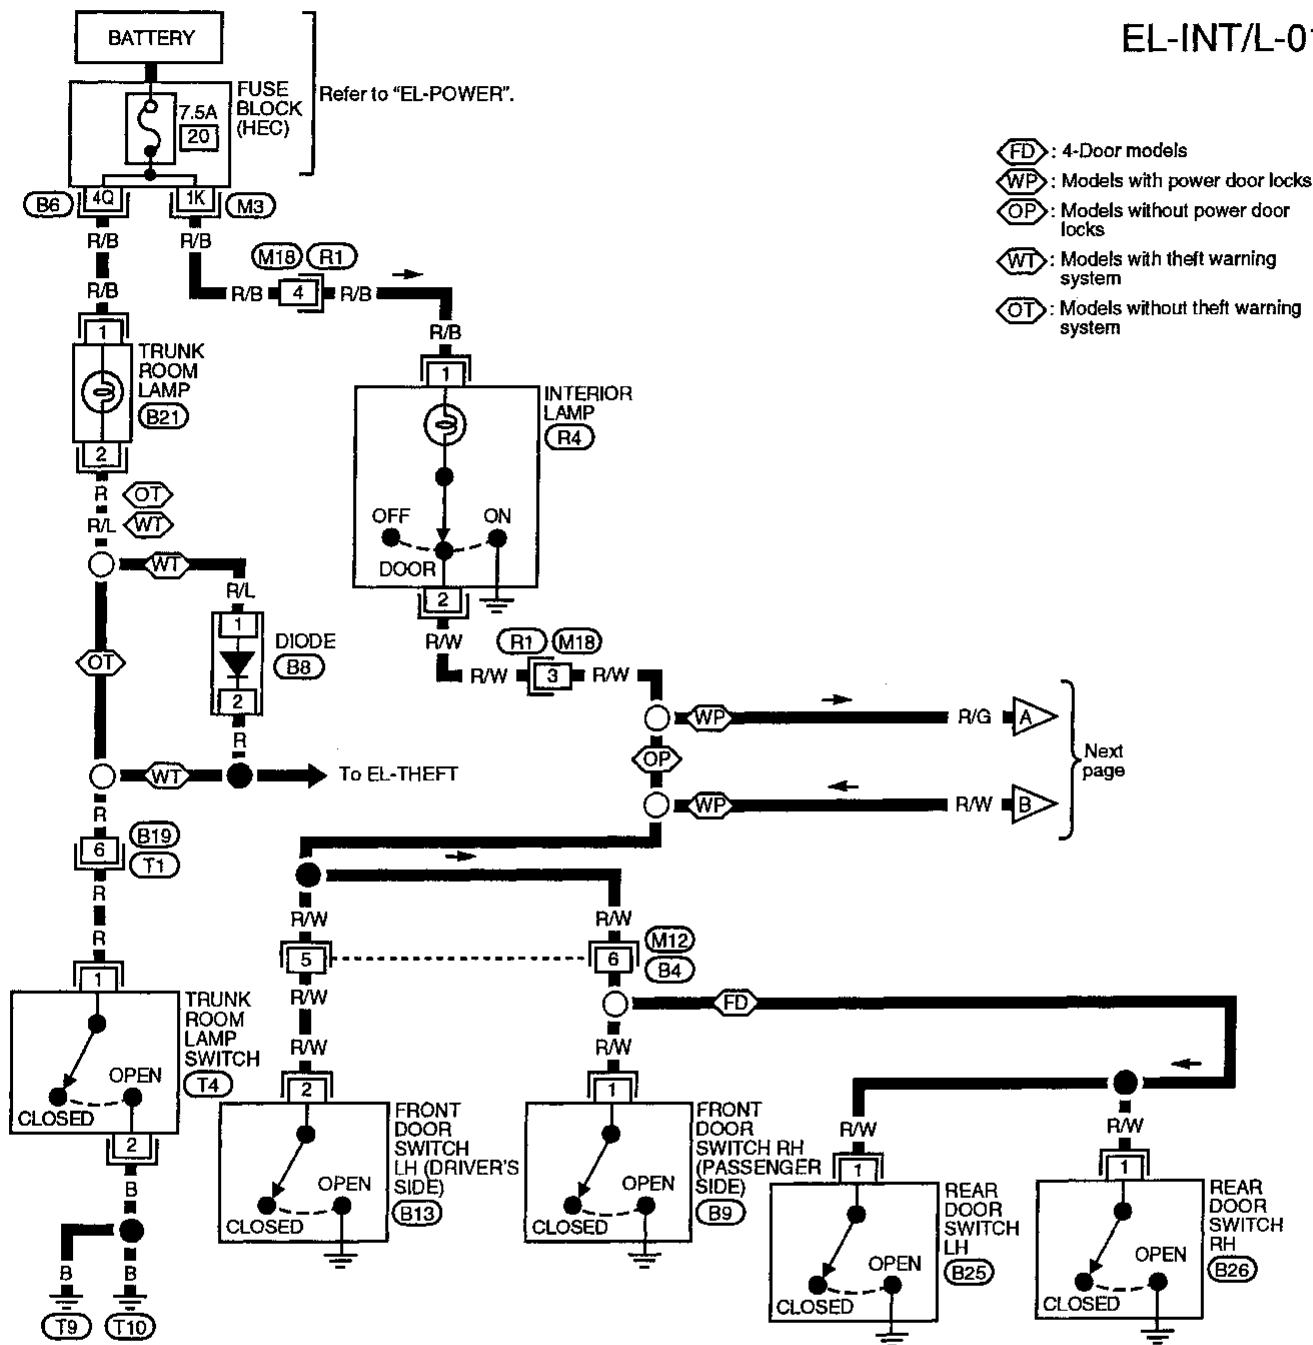 EL-INT/L-01
BATTERY
FUSE
BLOCK
(HEC)
7.5A
20
Refer to "EL-POWER".
FD : 4-Door models
WP : Models with power door locks
OP : Models without power door
locks
WT : Models with theft warning
system
OT : Models without theft warning
system
B6 4Q 1K M3
R/B R/B
M18 R1
R/B 4 R/B
R/B
R/B
1
TRUNK
ROOM
LAMP
B21
2
1
INTERIOR
LAMP
R4
OFF ON
DOOR
2
R OT
R/L WT
WT
R/L
1
DIODE
B8
2
R
OT
R/W
R1 M18
R/W 3 R/W
WP R/G A
OP
Next
page
WP R/W B
WT To EL-THEFT
R
6
B19
T1
R
R
R/W R/W
5 6
M12
B4
R/W
FD
R/W R/W
1
TRUNK
ROOM
LAMP
SWITCH
T4
OPEN
CLOSED
2
B
B B
T9 T10
2
FRONT
DOOR
SWITCH
LH (DRIVER'S
SIDE)
B13
OPEN
CLOSED
1
FRONT
DOOR
SWITCH RH
(PASSENGER
SIDE)
B9
OPEN
CLOSED
R/W R/W
1
REAR
DOOR
SWITCH
LH
B25
OPEN
CLOSED
1
REAR
DOOR
SWITCH
RH
B26
OPEN
CLOSED